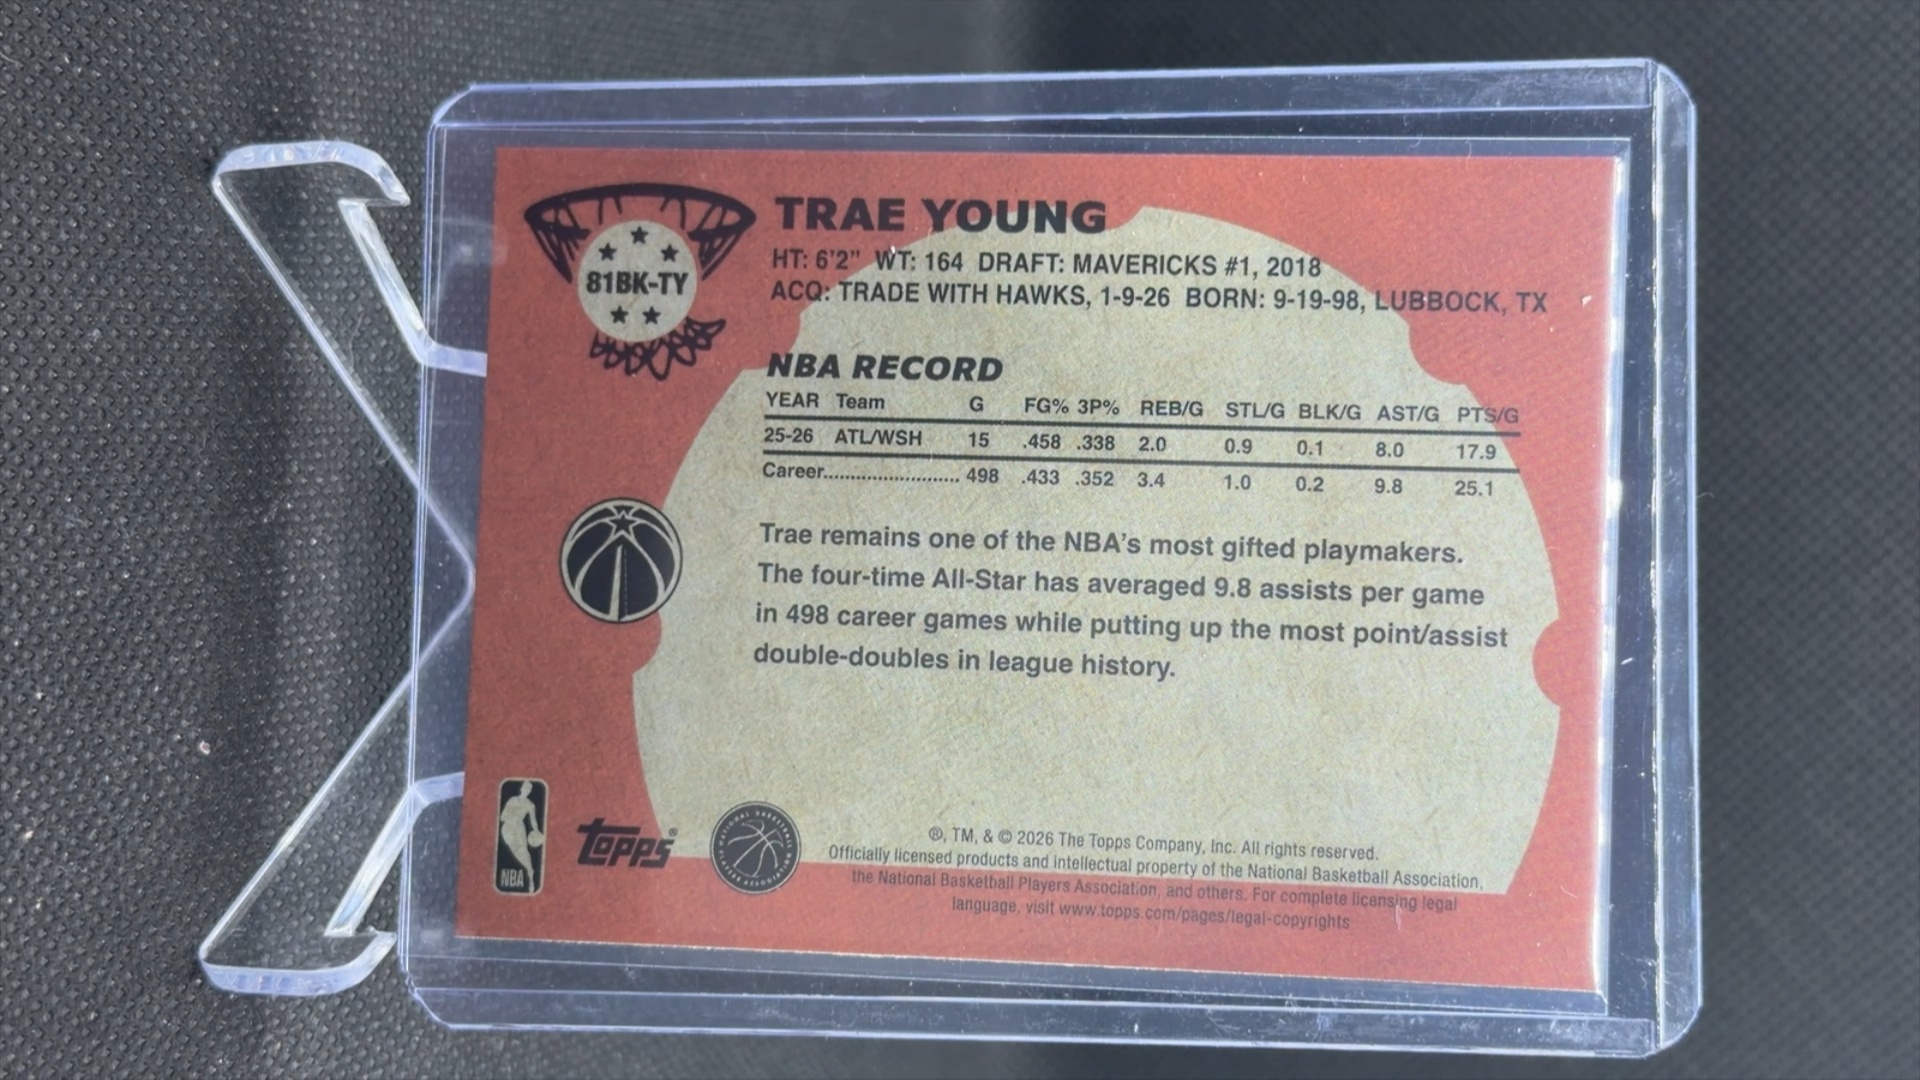 TRAE YOUNG
HT: 6'2" WT: 164 DRAFT: MAVERICKS #1, 2018
ACQ: TRADE WITH HAWKS, 1-9-26 BORN: 9-19-98, LUBBOCK, TX
81BK-TY
NBA RECORD
YEAR Team G FG% 3P% REB/G STL/G BLK/G AST/G PTS/G
25-26 ATL/WSH 15 .458 .338 2.0 0.9 0.1 8.0 17.9
Career.......................... 498 .433 .352 3.4 1.0 0.2 9.8 25.1
Trae remains one of the NBA's most gifted playmakers.
The four-time All-Star has averaged 9.8 assists per game
in 498 career games while putting up the most point/assist
double-doubles in league history.
NBA
Topps®
®, TM, & © 2026 The Topps Company, Inc. All rights reserved.
Officially licensed products and intellectual property of the National Basketball Association,
the National Basketball Players Association, and others. For complete licensing legal
language, visit www.topps.com/pages/legal-copyrights